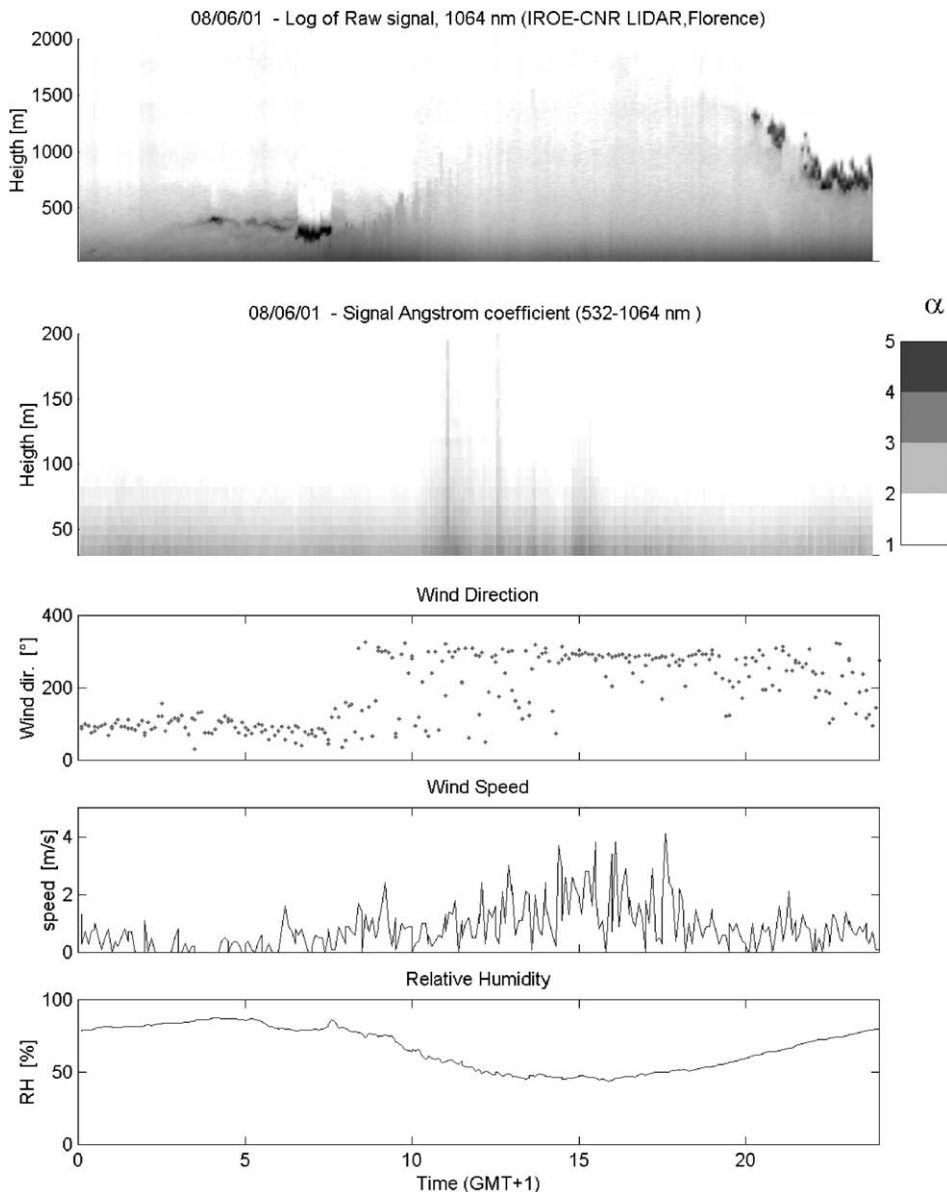 08/06/01 - Log of Raw signal, 1064 nm (IROE-CNR LIDAR,Florence)
2000
1500
1000
500
Heigth [m]
08/06/01 - Signal Angstrom coefficient (532-1064 nm )
200
150
100
50
Heigth [m]
α
5
4
3
2
1
Wind Direction
400
200
0
Wind dir. [°]
Wind Speed
4
2
0
speed [m/s]
Relative Humidity
100
50
0
RH [%]
0 5 10 15 20
Time (GMT+1)